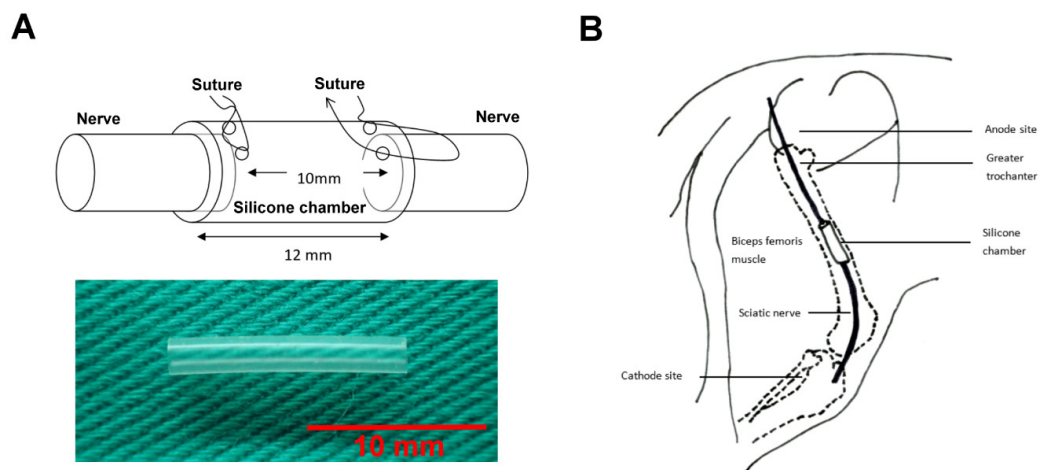 A
Suture
Suture
Nerve
Nerve
10mm
Silicone chamber
12 mm
10 mm
B
Anode site
Greater
trochanter
Silicone
chamber
Biceps femoris
muscle
Sciatic nerve
Cathode site